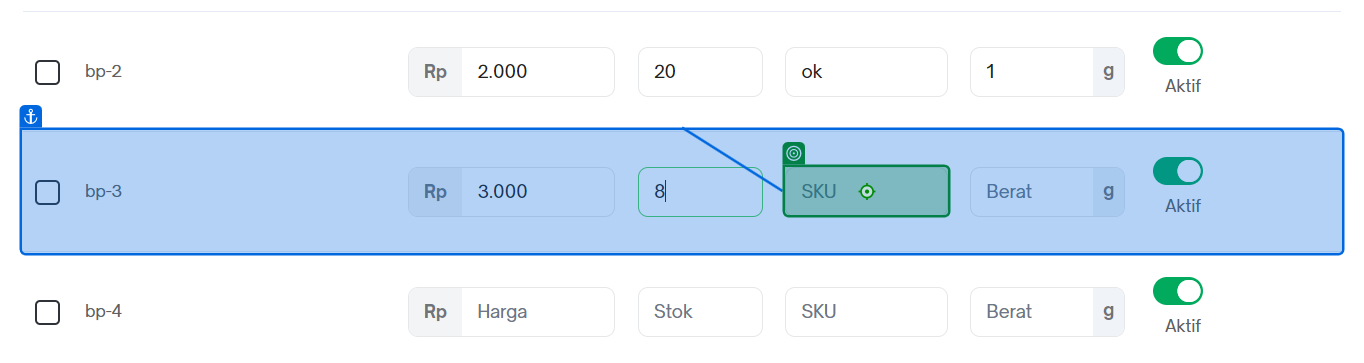 bp-2 Rp 2.000 20 ok 1 g Aktif
bp-3 Rp 3.000 8 SKU Berat g Aktif
bp-4 Rp Harga Stok SKU Berat g Aktif